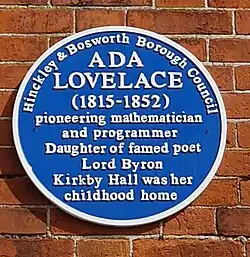 Hinckley & Bosworth Borough Council
ADA
LOVELACE
(1815-1852)
pioneering mathematician
and programmer
Daughter of famed poet
Lord Byron
Kirkby Hall was her
childhood home